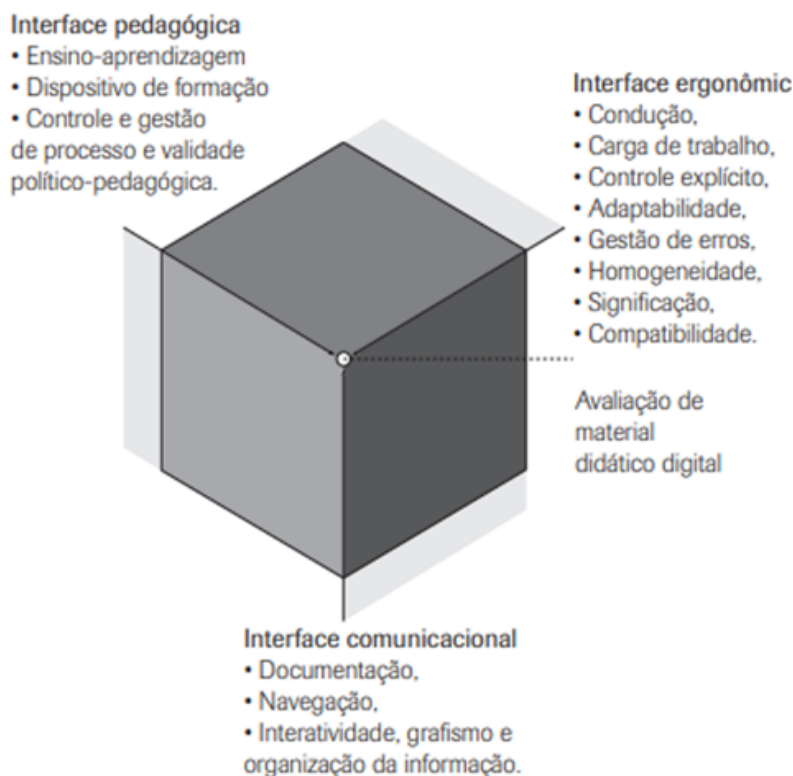 Interface pedagógica
• Ensino-aprendizagem
• Dispositivo de formação
• Controle e gestão
de processo e validade
político-pedagógica.
Interface ergonômic
• Condução,
• Carga de trabalho,
• Controle explícito,
• Adaptabilidade,
• Gestão de erros,
• Homogeneidade,
• Significação,
• Compatibilidade.
Avaliação de
material
didático digital
Interface comunicacional
• Documentação,
• Navegação,
• Interatividade, grafismo e
organização da informação.